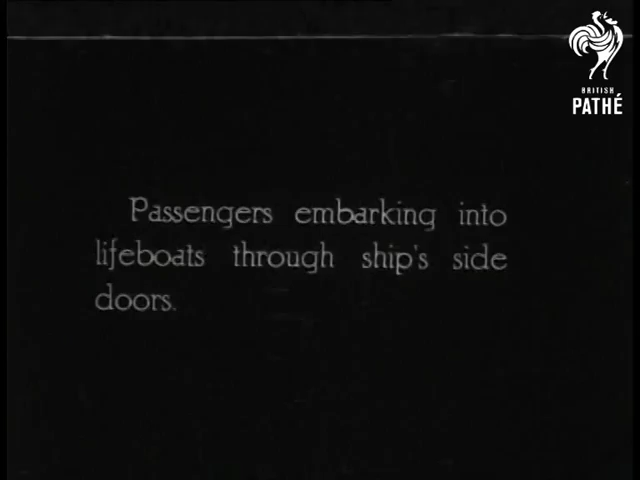 BRITISH
PATHÉ
Passengers embarking into
lifeboats through ship's side
doors.